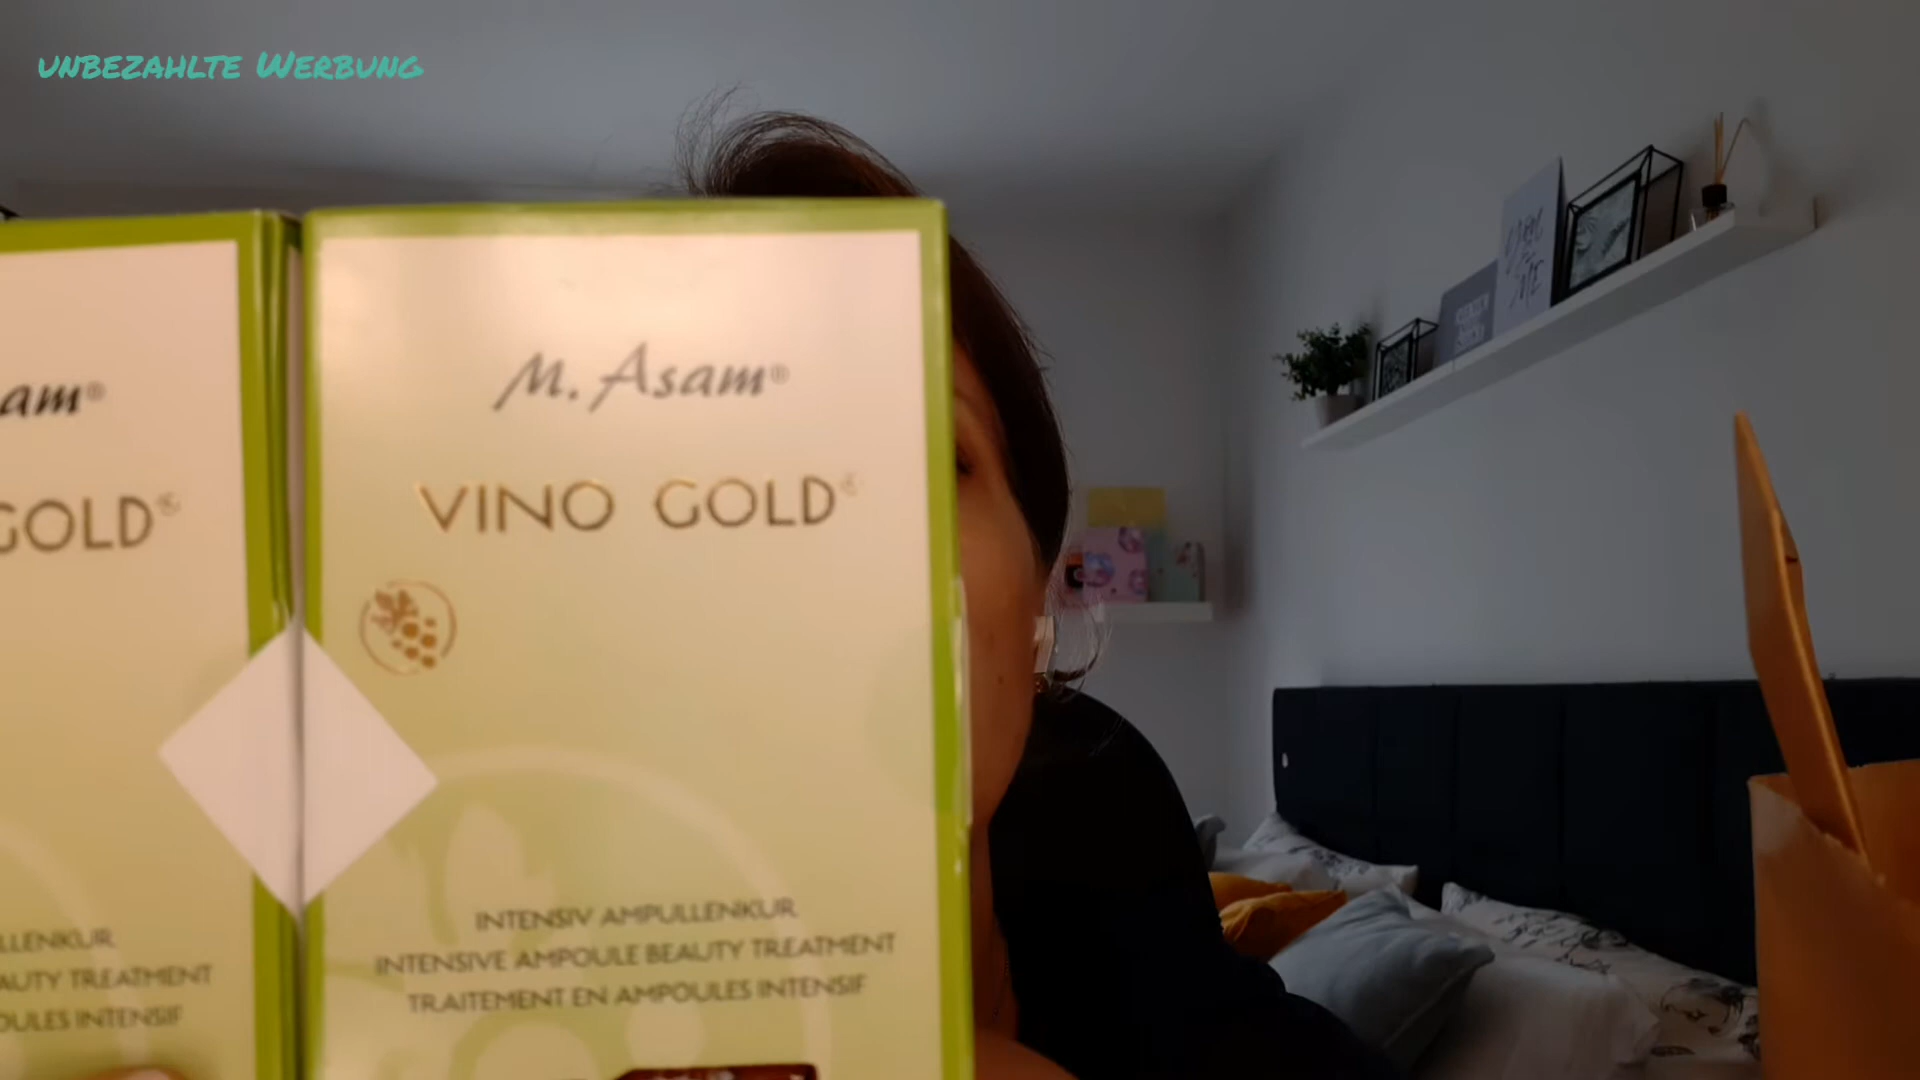 unbezahlte Werbung
am®
GOLD®
LLENKUR
AUTY TREATMENT
OULES INTENSIF
M. Asam®
VINO GOLD®
INTENSIV AMPULLENKUR
INTENSIVE AMPOULE BEAUTY TREATMENT
TRAITEMENT EN AMPOULES INTENSIF